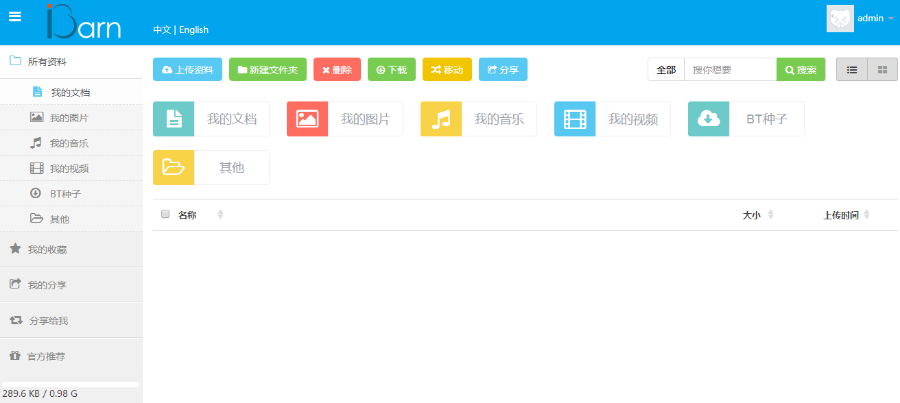 iBarn
中文 | English
admin
所有资料
我的文档
我的图片
我的音乐
我的视频
BT种子
其他
我的收藏
我的分享
分享给我
官方推荐
289.6 KB / 0.98 G
上传资料 新建文件夹 删除 下载 移动 分享
全部 搜你想要 搜索
我的文档 我的图片 我的音乐 我的视频 BT种子
其他
名称 大小 上传时间